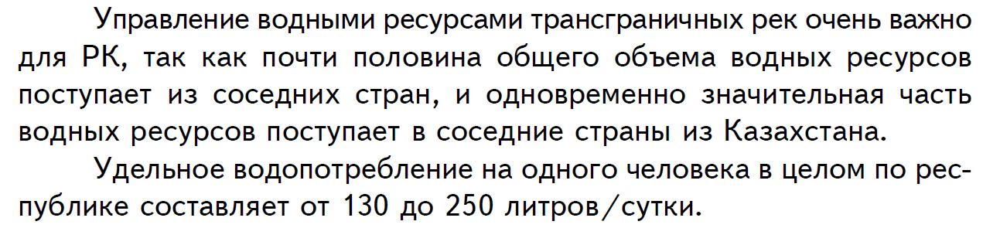 Управление водными ресурсами трансграничных рек очень важно
для РК, так как почти половина общего объема водных ресурсов
поступает из соседних стран, и одновременно значительная часть
водных ресурсов поступает в соседние страны из Казахстана.
Удельное водопотребление на одного человека в целом по рес-
публике составляет от 130 до 250 литров/сутки.